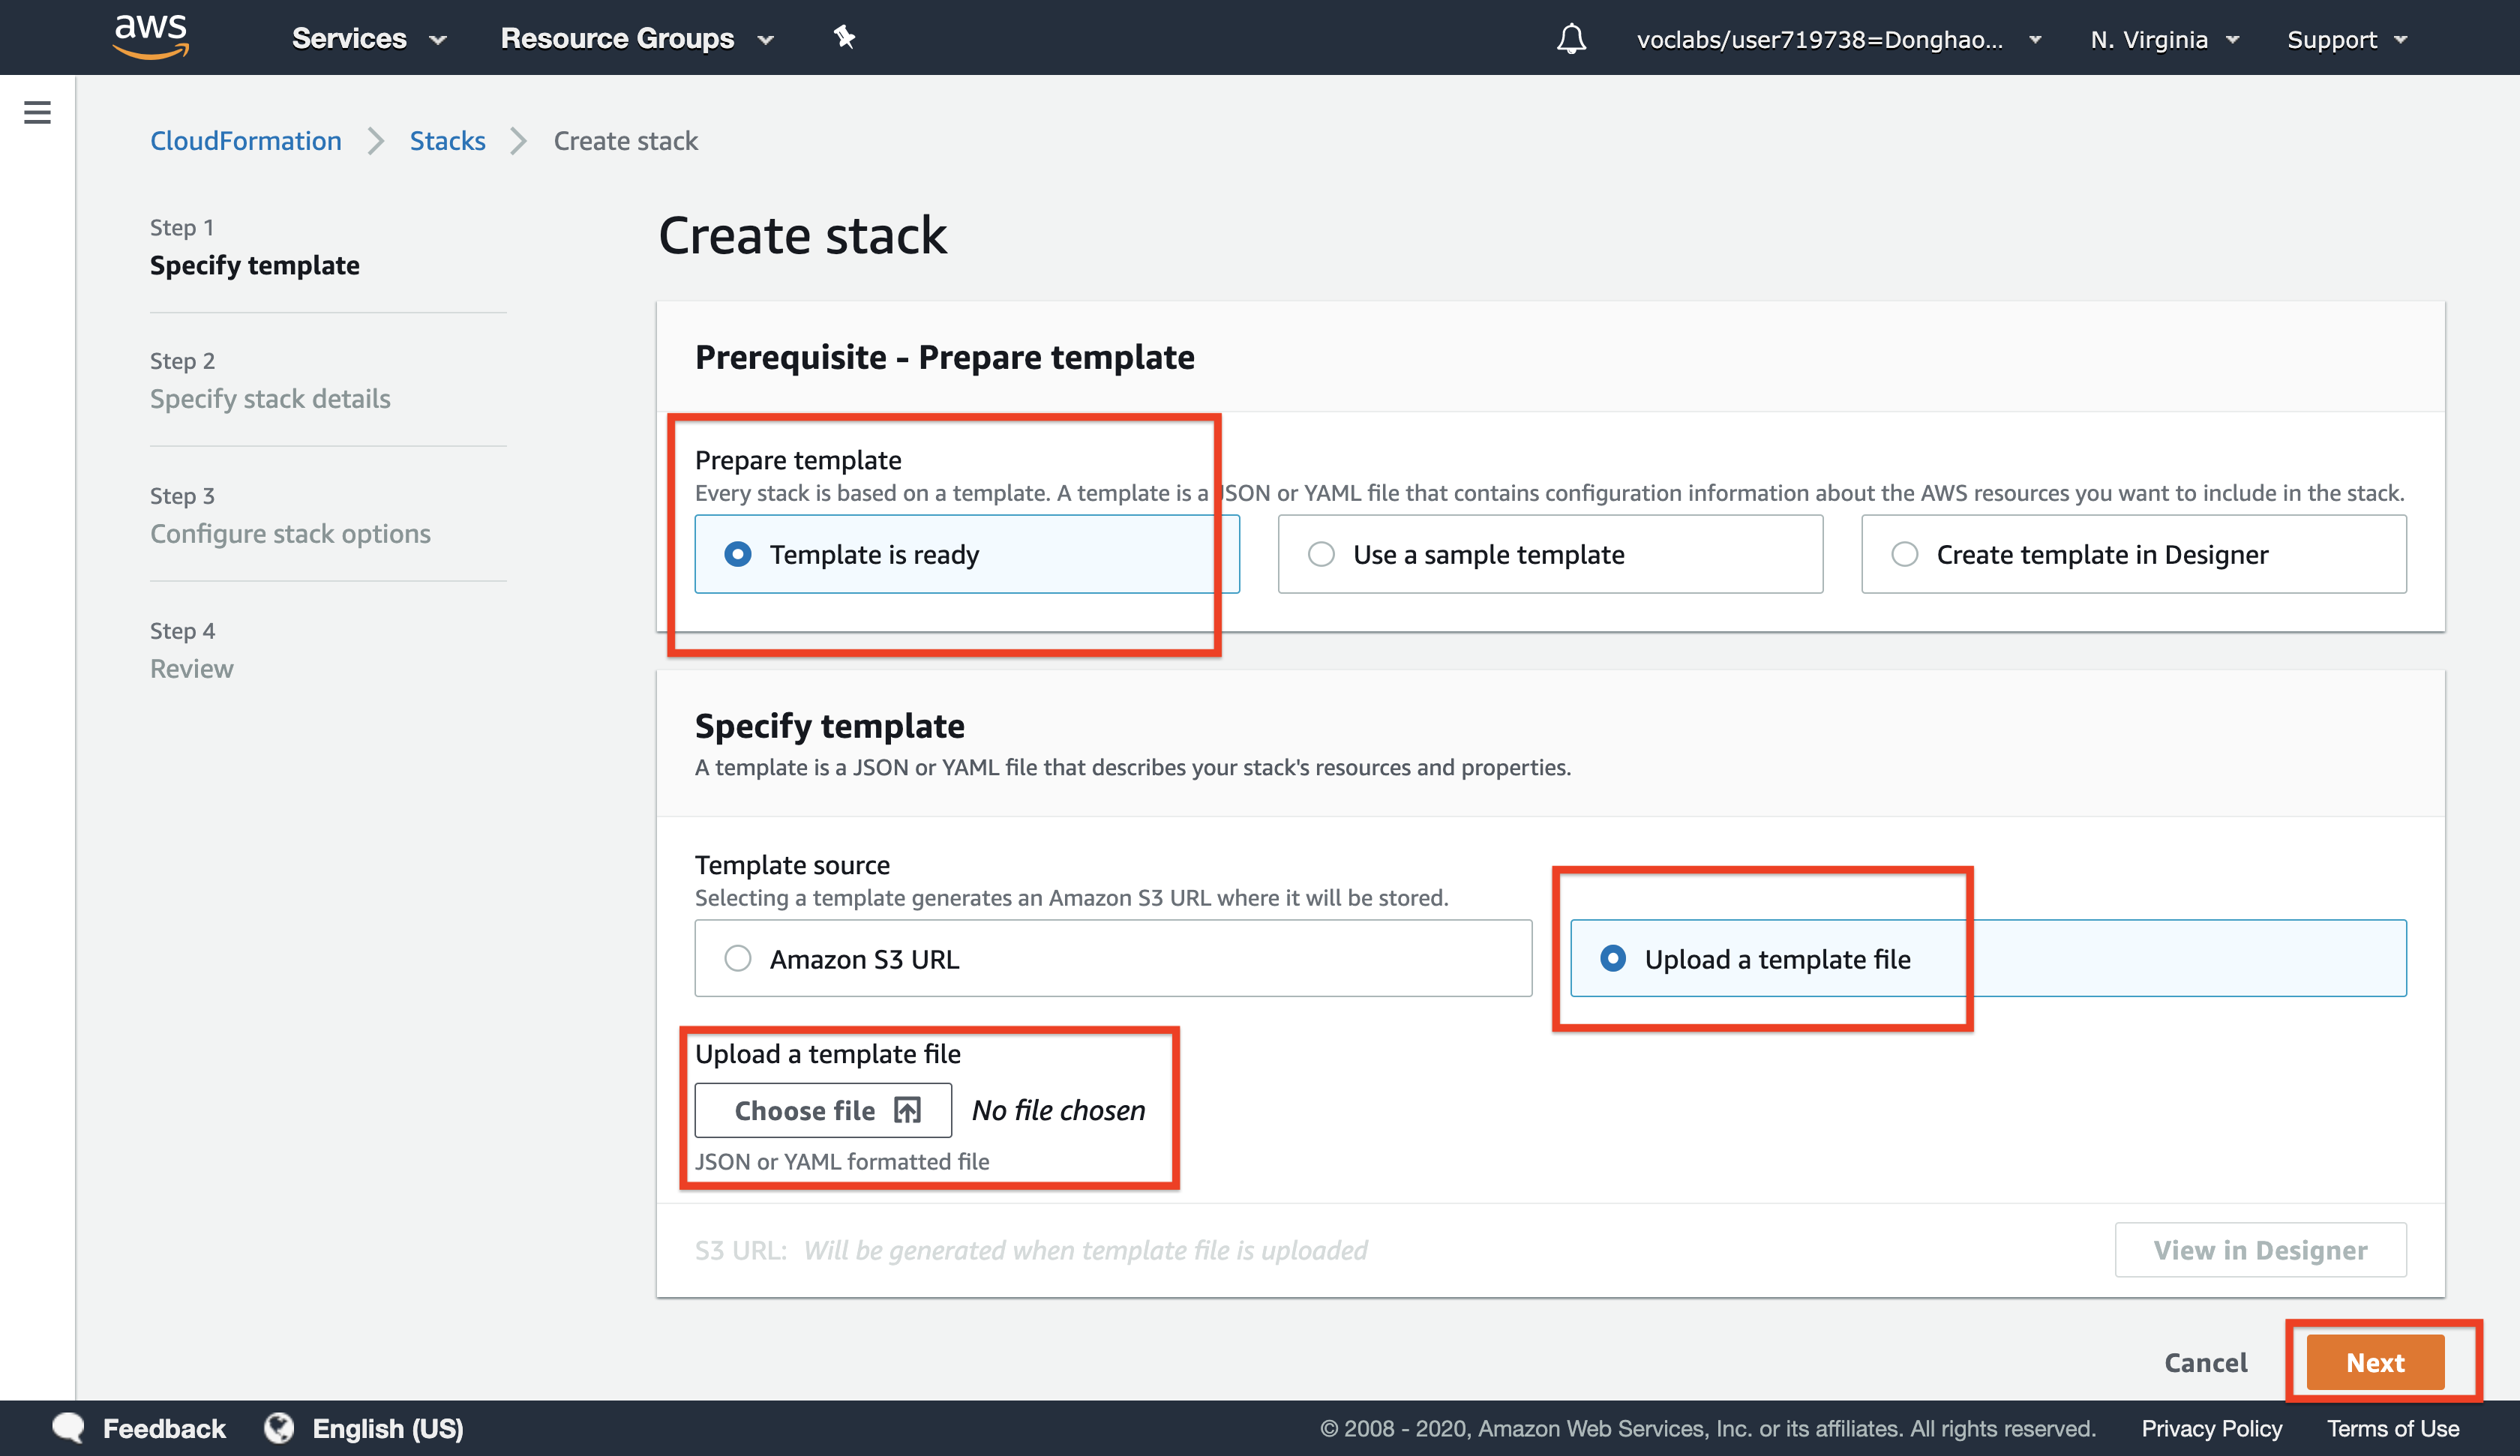 aws
Services
Resource Groups
voclabs/user719738=Donghao...
N. Virginia
Support
CloudFormation
Stacks
Create stack
Step 1
Specify template
Step 2
Specify stack details
Step 3
Configure stack options
Step 4
Review
Create stack
Prerequisite - Prepare template
Prepare template
Every stack is based on a template. A template is a JSON or YAML file that contains configuration information about the AWS resources you want to include in the stack.
Template is ready
Use a sample template
Create template in Designer
Specify template
A template is a JSON or YAML file that describes your stack's resources and properties.
Template source
Selecting a template generates an Amazon S3 URL where it will be stored.
Amazon S3 URL
Upload a template file
Upload a template file
Choose file
No file chosen
JSON or YAML formatted file
S3 URL: Will be generated when template file is uploaded
View in Designer
Cancel
Next
Feedback
English (US)
© 2008 - 2020, Amazon Web Services, Inc. or its affiliates. All rights reserved.
Privacy Policy
Terms of Use